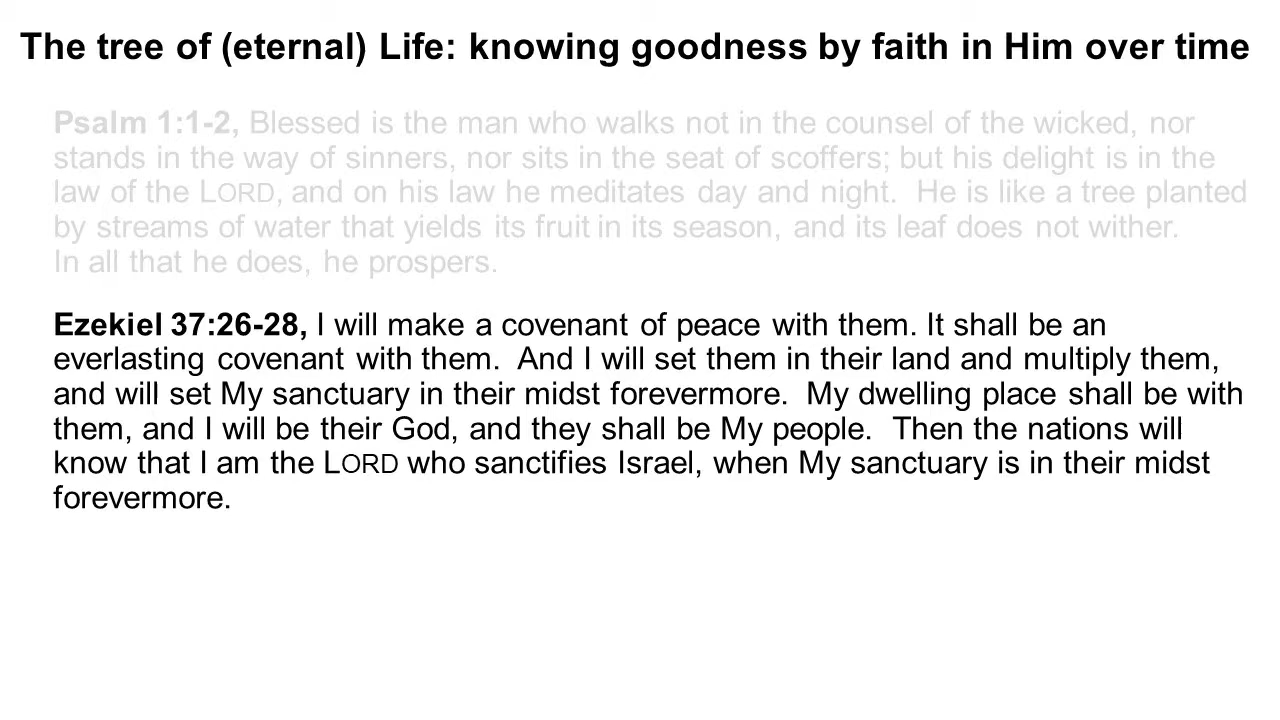 The tree of (eternal) Life: knowing goodness by faith in Him over time
Psalm 1:1-2, Blessed is the man who walks not in the counsel of the wicked, nor
stands in the way of sinners, nor sits in the seat of scoffers; but his delight is in the
law of the LORD, and on his law he meditates day and night.  He is like a tree planted
by streams of water that yields its fruit in its season, and its leaf does not wither.
In all that he does, he prospers.
Ezekiel 37:26-28, I will make a covenant of peace with them. It shall be an
everlasting covenant with them.  And I will set them in their land and multiply them,
and will set My sanctuary in their midst forevermore.  My dwelling place shall be with
them, and I will be their God, and they shall be My people.  Then the nations will
know that I am the LORD who sanctifies Israel, when My sanctuary is in their midst
forevermore.